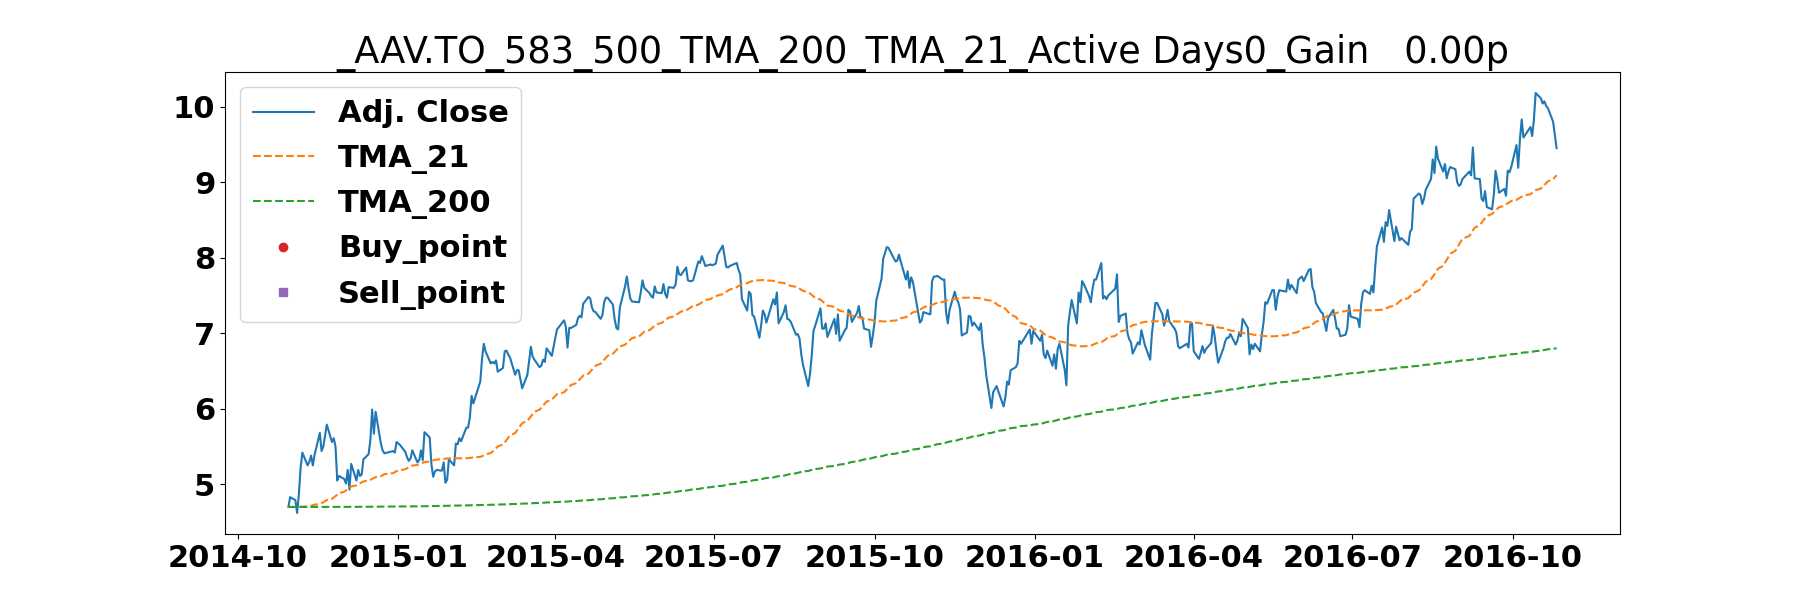 _AAV.TO_583_500_TMA_200_TMA_21_Active Days0_Gain   0.00p
10
9
8
7
6
5
Adj. Close
TMA_21
TMA_200
Buy_point
Sell_point
2014-10 2015-01 2015-04 2015-07 2015-10 2016-01 2016-04 2016-07 2016-10